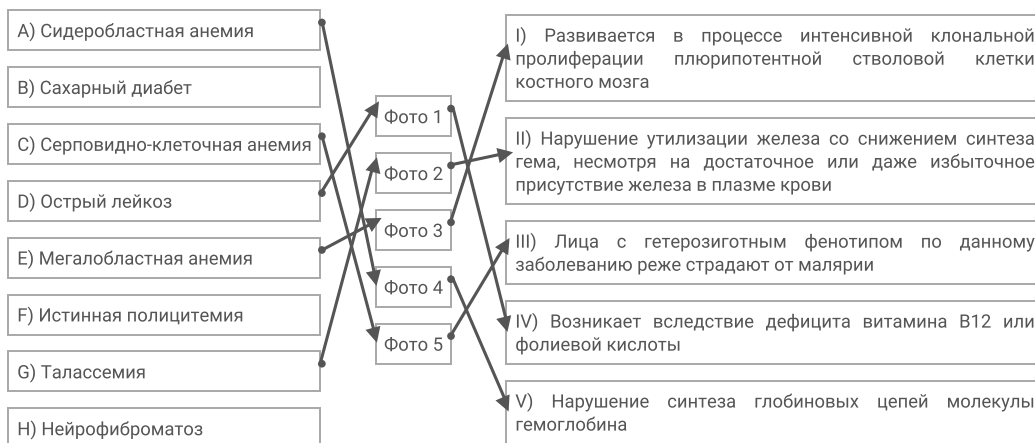 A) Сидеробластная анемия
B) Сахарный диабет
C) Серповидно-клеточная анемия
D) Острый лейкоз
E) Мегалобластная анемия
F) Истинная полицитемия
G) Талассемия
H) Нейрофиброматоз
Фото 1
Фото 2
Фото 3
Фото 4
Фото 5
I) Развивается в процессе интенсивной клональной
пролиферации плюрипотентной стволовой клетки
костного мозга
II) Нарушение утилизации железа со снижением синтеза
гема, несмотря на достаточное или даже избыточное
присутствие железа в плазме крови
III) Лица с гетерозиготным фенотипом по данному
заболеванию реже страдают от малярии
IV) Возникает вследствие дефицита витамина B12 или
фолиевой кислоты
V) Нарушение синтеза глобиновых цепей молекулы
гемоглобина